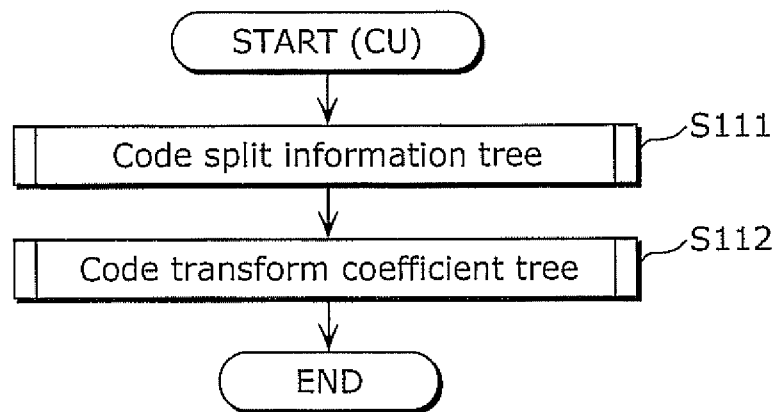 START (CU)
Code split information tree
S111
Code transform coefficient tree
S112
END